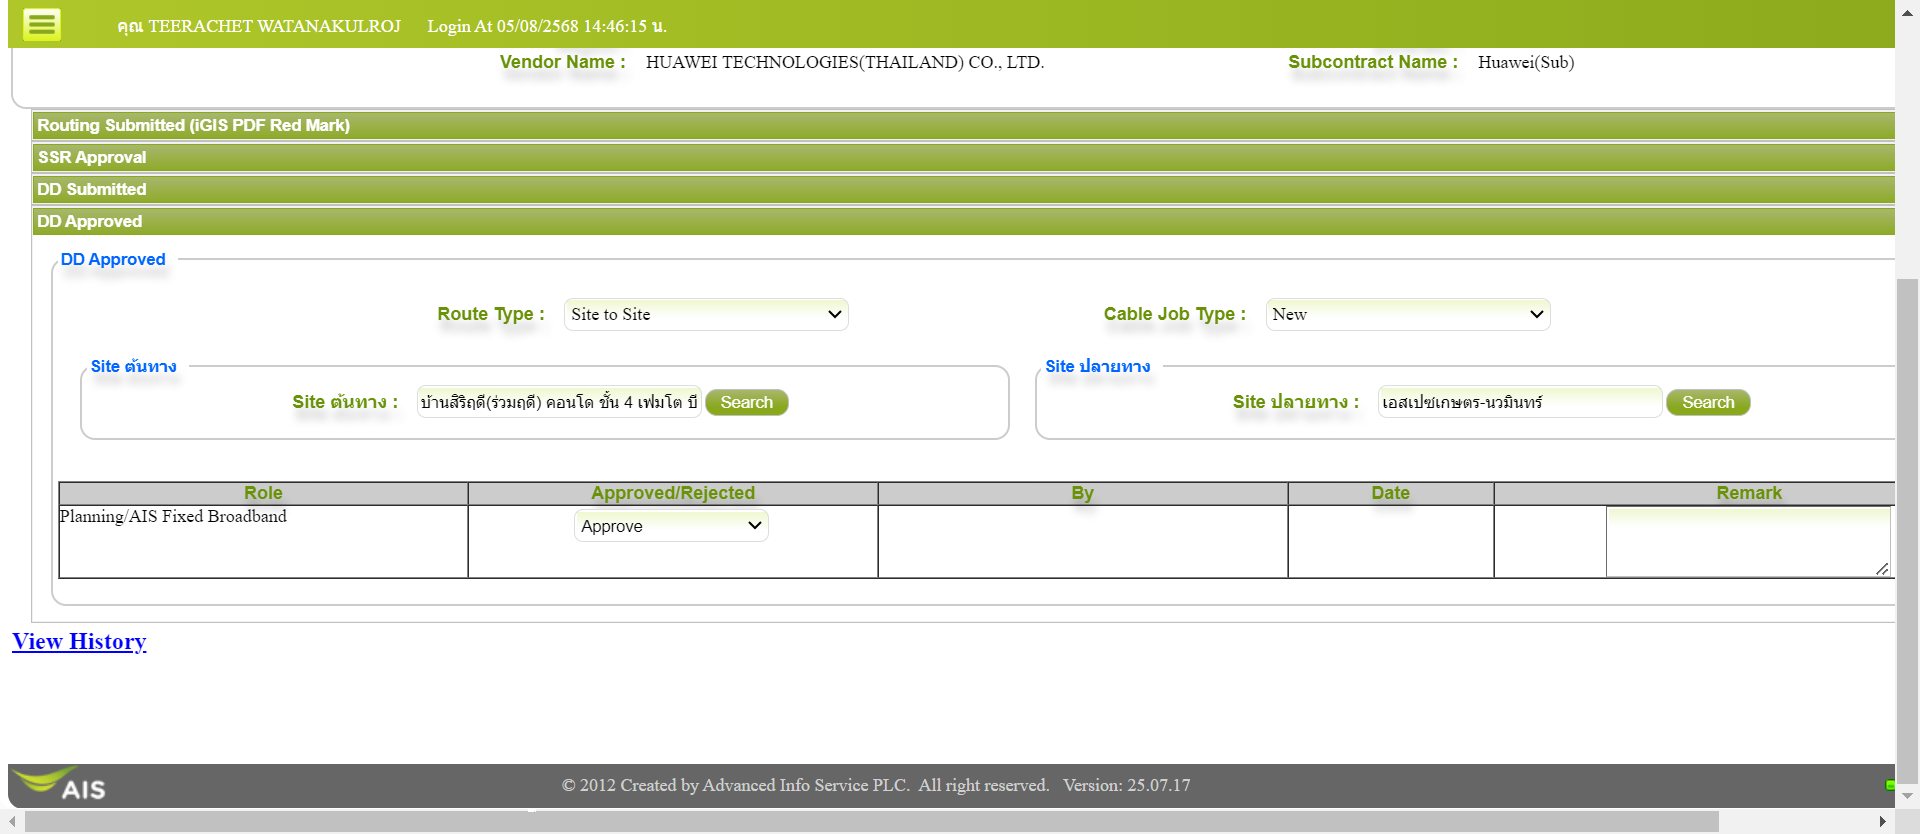 คุณ TEERACHET WATANAKULROJ Login At 05/08/2568 14:46:15 น.
Vendor Name : HUAWEI TECHNOLOGIES(THAILAND) CO., LTD. Subcontract Name : Huawei(Sub)
Routing Submitted (iGIS PDF Red Mark)
SSR Approval
DD Submitted
DD Approved
DD Approved
Route Type : Site to Site Cable Job Type : New
Site ต้นทาง Site ปลายทาง
Site ต้นทาง : บ้านสิริฤดี(ร่วมฤดี) คอนโด ชั้น 4 เฟมโต บี Search Site ปลายทาง : เอสเปซเกษตร-นวมินทร์ Search
Role Approved/Rejected By Date Remark
Planning/AIS Fixed Broadband Approve
View History
AIS © 2012 Created by Advanced Info Service PLC. All right reserved. Version: 25.07.17